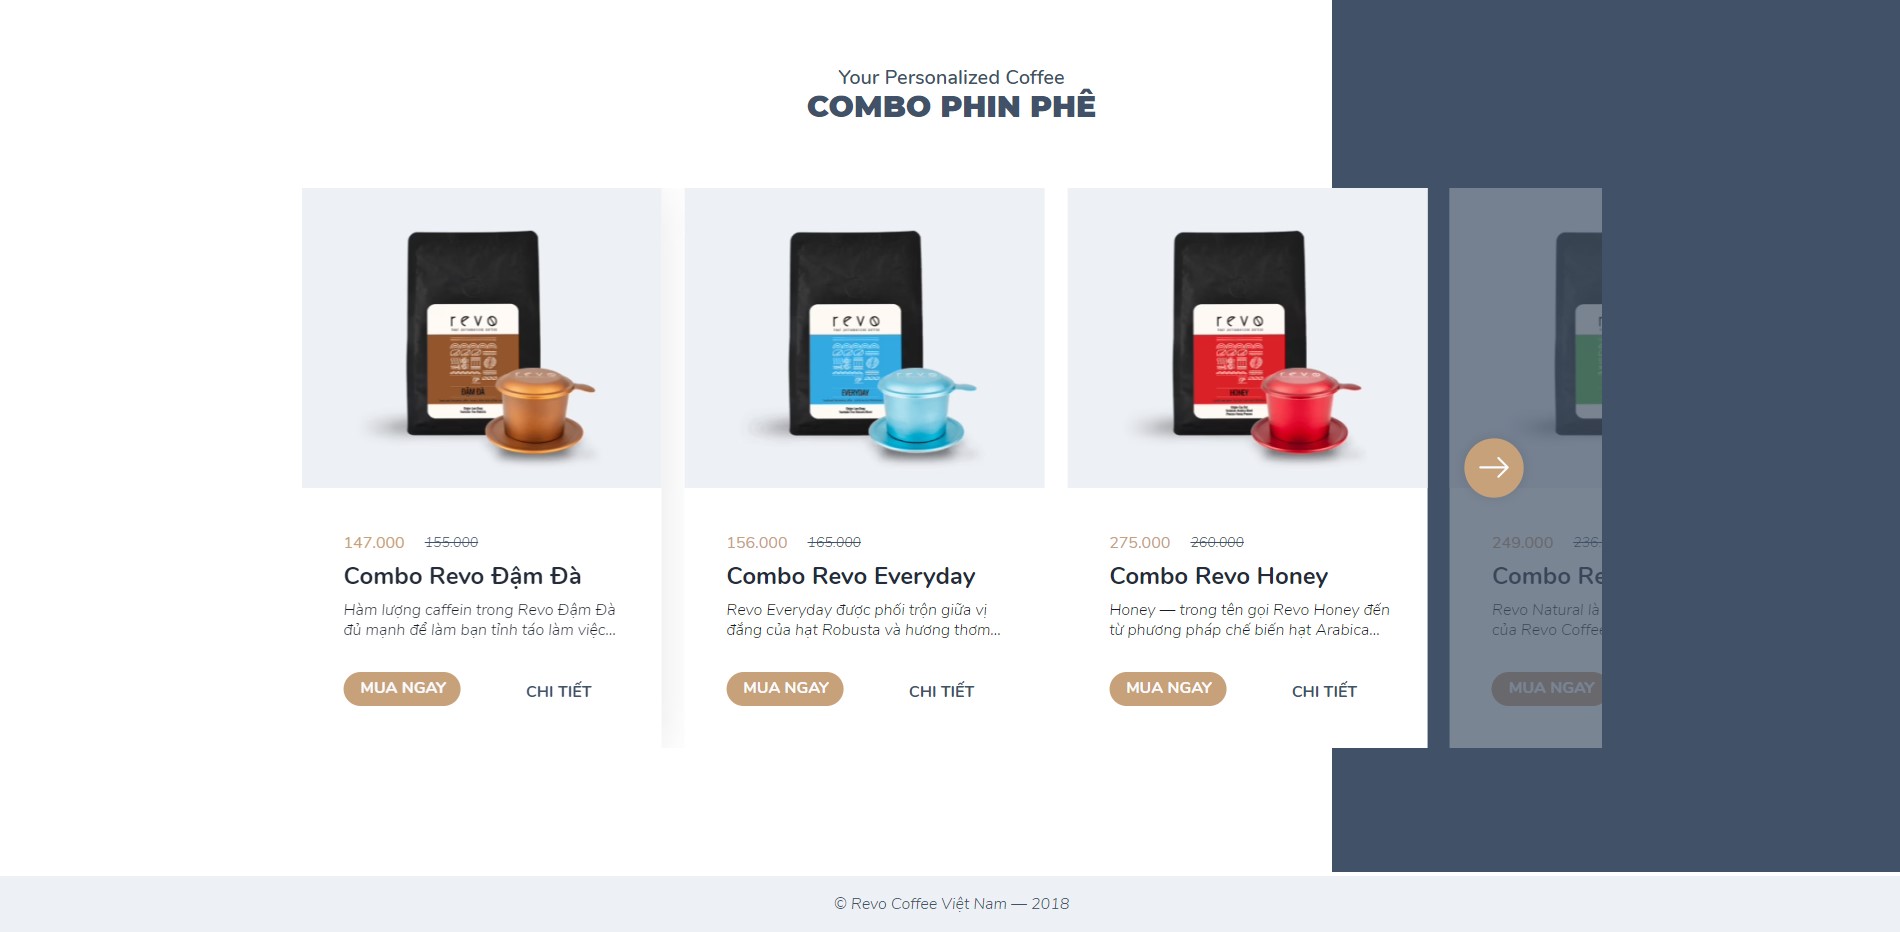 Your Personalized Coffee
COMBO PHIN PHÊ
revo
ĐẬM ĐÀ
revo
147.000 155.000
Combo Revo Đậm Đà
Hàm lượng caffein trong Revo Đậm Đà
đủ mạnh để làm bạn tỉnh táo làm việc...
MUA NGAY CHI TIẾT
revo
EVERYDAY
revo
156.000 165.000
Combo Revo Everyday
Revo Everyday được phối trộn giữa vị
đắng của hạt Robusta và hương thơm...
MUA NGAY CHI TIẾT
revo
HONEY
revo
275.000 260.000
Combo Revo Honey
Honey — trong tên gọi Revo Honey đến
từ phương pháp chế biến hạt Arabica...
MUA NGAY CHI TIẾT
249.000 236.
Combo Re
Revo Natural là
của Revo Coffee
MUA NGAY
© Revo Coffee Việt Nam — 2018